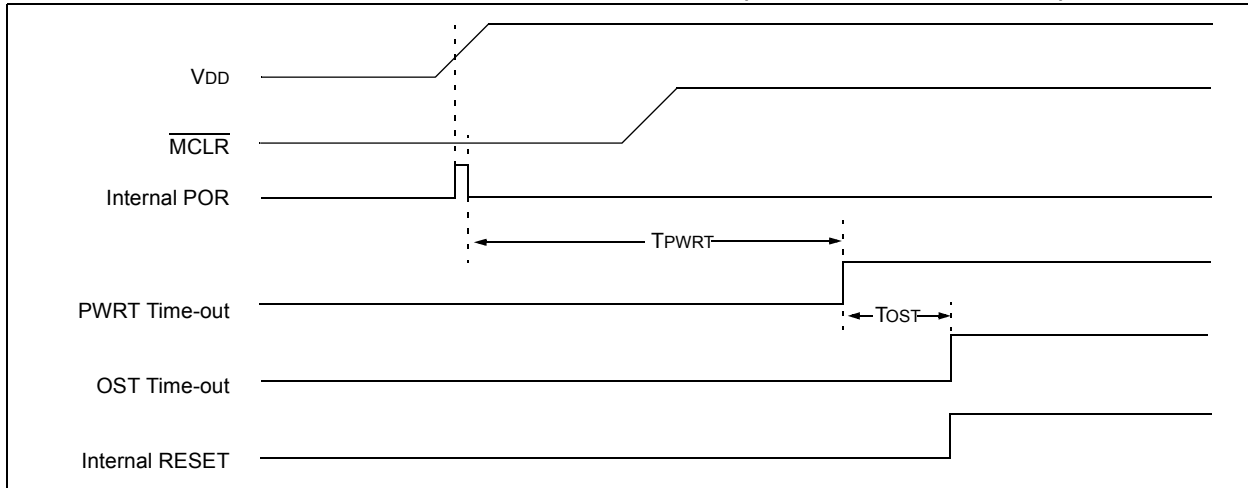 VDD
MCLR
Internal POR
TPWRT
PWRT Time-out
TOST
OST Time-out
Internal RESET